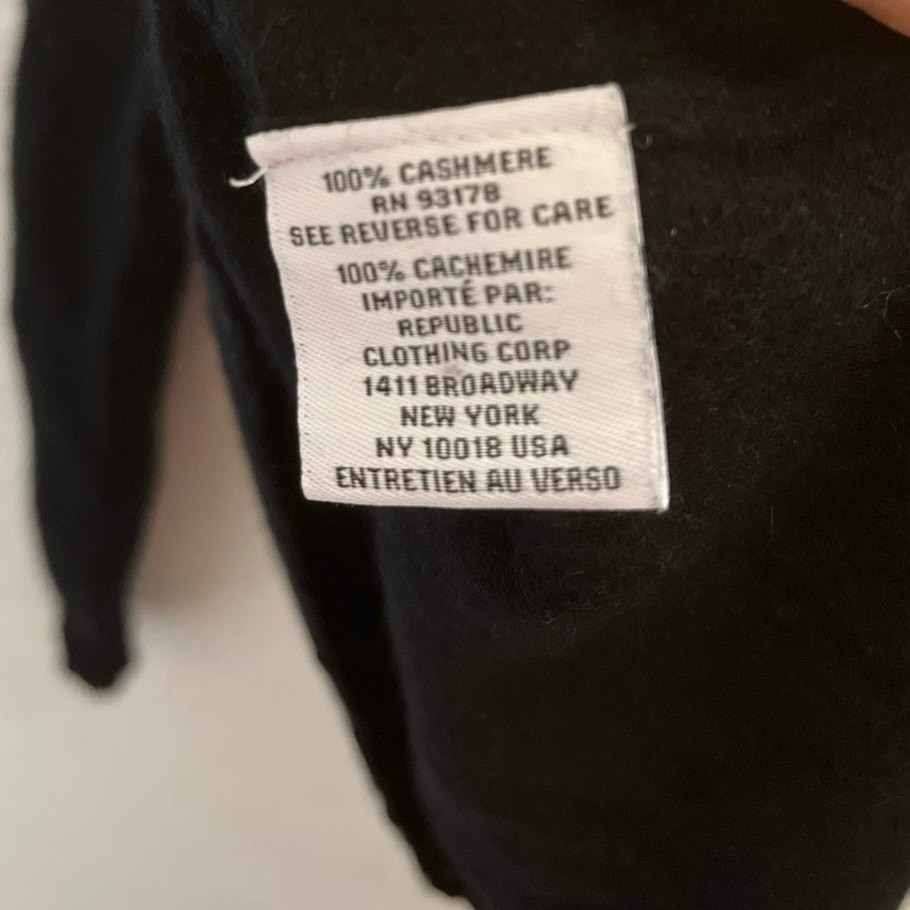 100% CASHMERE
RN 93178
SEE REVERSE FOR CARE
100% CACHEMIRE
IMPORTÉ PAR:
REPUBLIC
CLOTHING CORP
1411 BROADWAY
NEW YORK
NY 10018 USA
ENTRETIEN AU VERSO